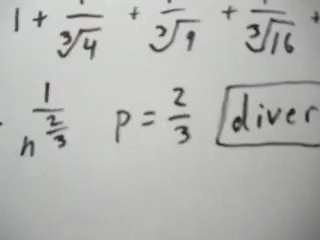 1 + 1/∛4 + 1/∛9 + 1/∛16 +
1/n^(2/3) p = 2/3 diver